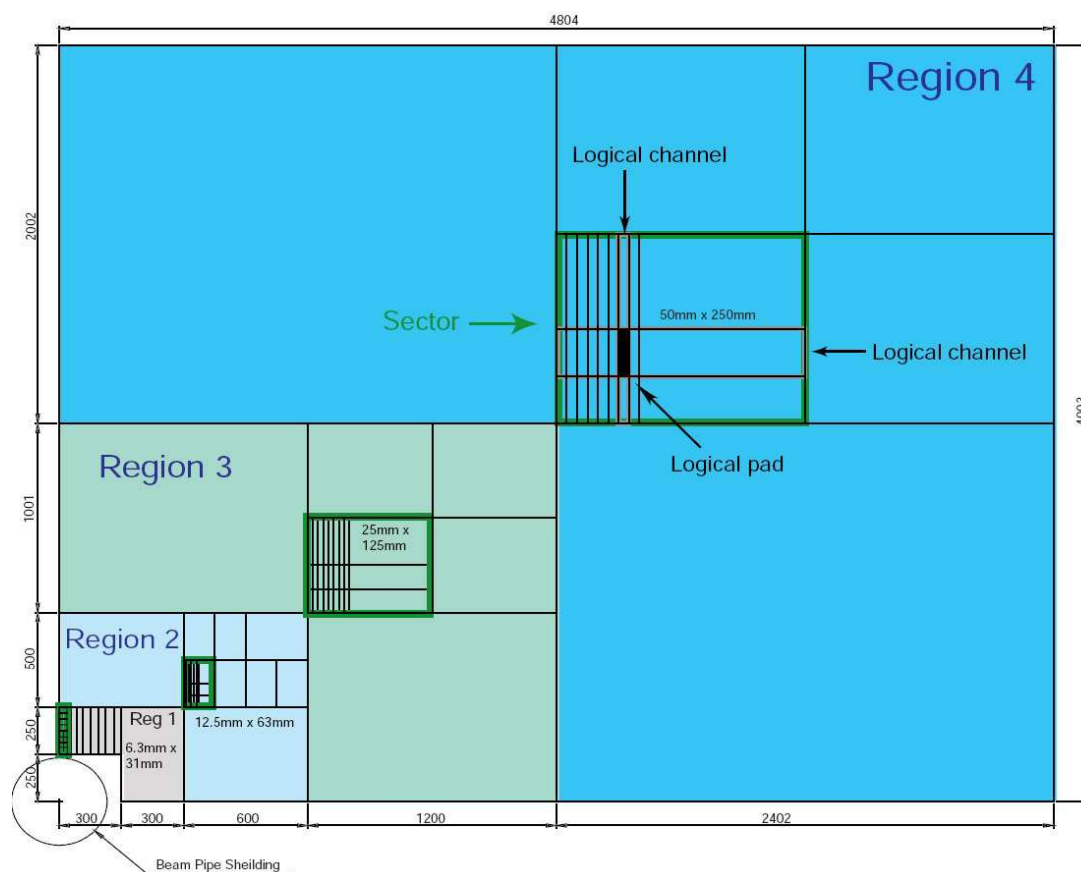 4804
Region 4
Logical channel
2002
Sector
50mm x 250mm
Logical channel
Logical pad
Region 3
1001
25mm x
125mm
Region 2
500
Reg 1
12.5mm x 63mm
250
6.3mm x
31mm
250
300
300
600
1200
2402
Beam Pipe Sheilding